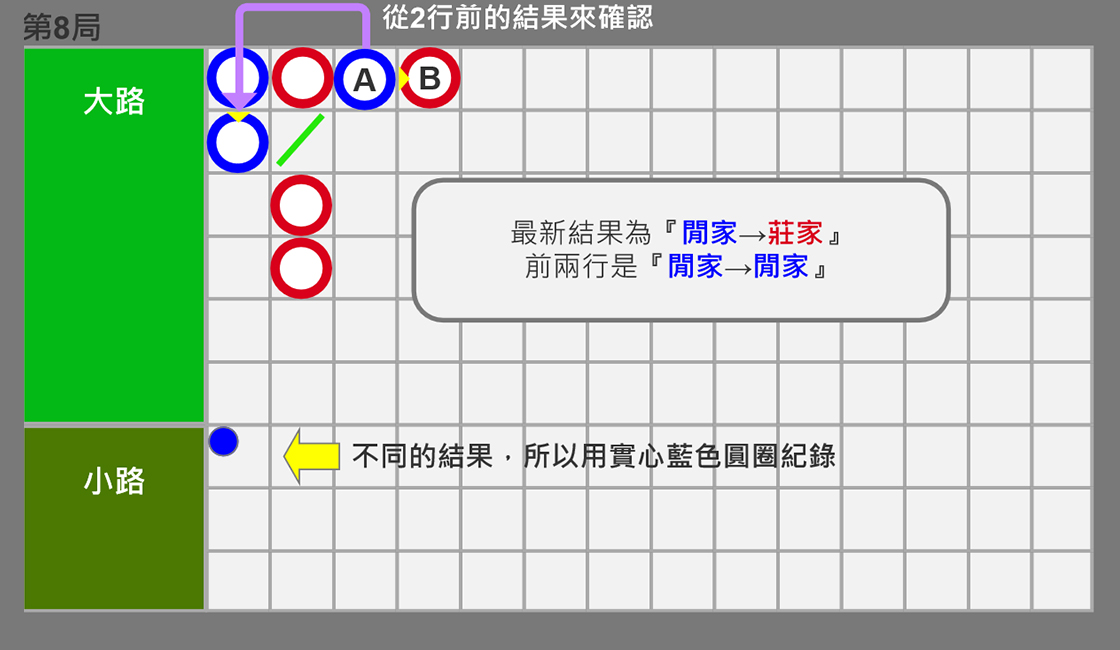 第8局
從2行前的結果來確認
大路
A
B
最新結果為『閒家→莊家』
前兩行是『閒家→閒家』
小路
不同的結果，所以用實心藍色圓圈紀錄